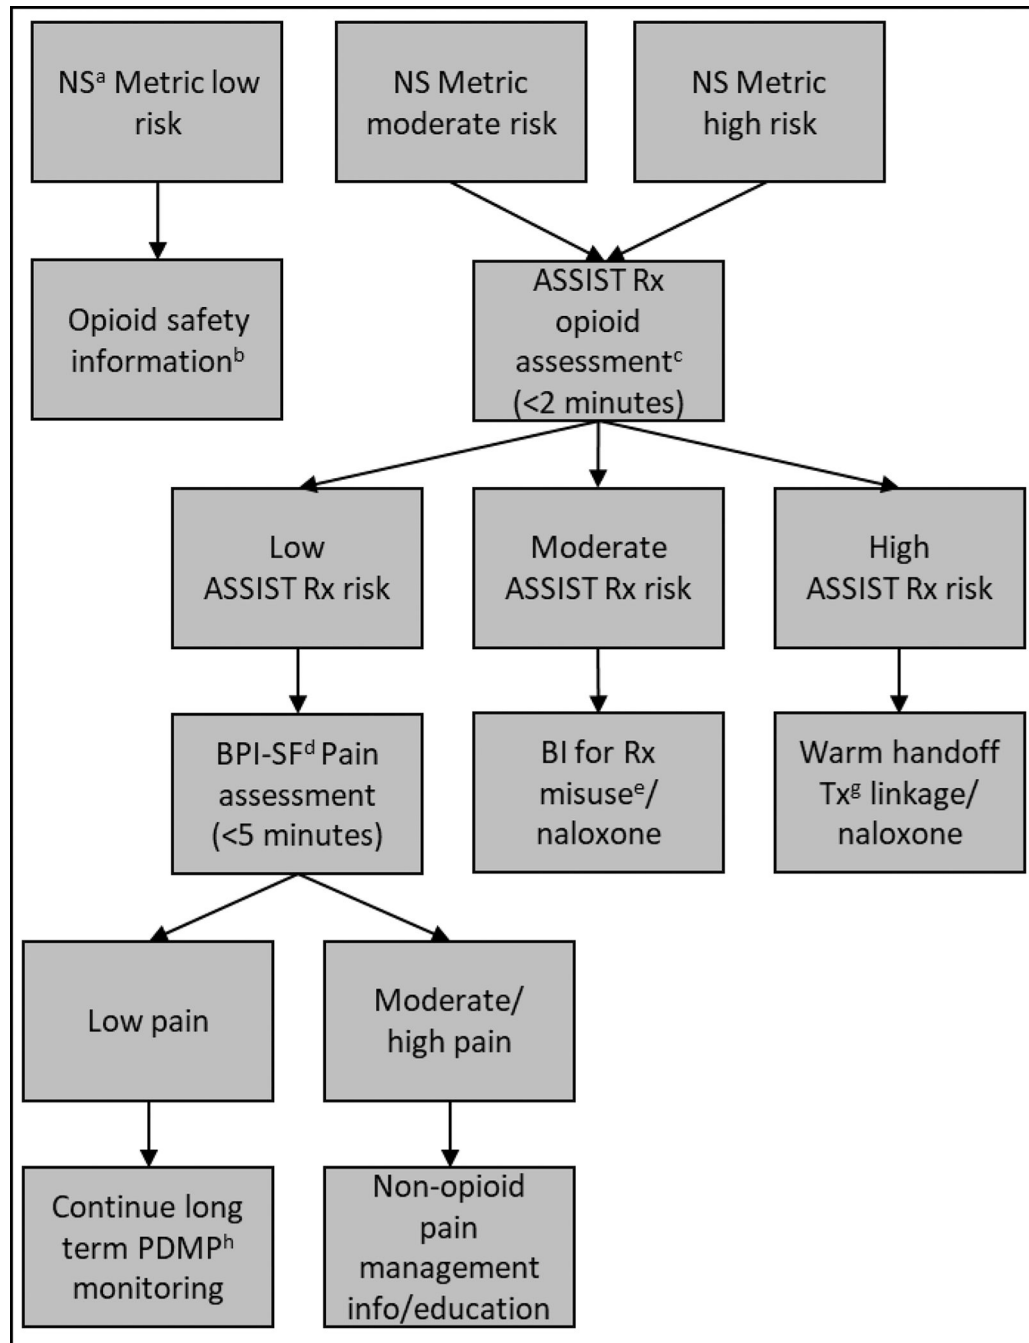 NSᵃ Metric low
risk
NS Metric
moderate risk
NS Metric
high risk
Opioid safety
informationᵇ
ASSIST Rx
opioid
assessmentᶜ
(<2 minutes)
Low
ASSIST Rx risk
Moderate
ASSIST Rx risk
High
ASSIST Rx risk
BPI-SFᵈ Pain
assessment
(<5 minutes)
BI for Rx
misuseᵉ/
naloxone
Warm handoff
Txᵍ linkage/
naloxone
Low pain
Moderate/
high pain
Continue long
term PDMPʰ
monitoring
Non-opioid
pain
management
info/education